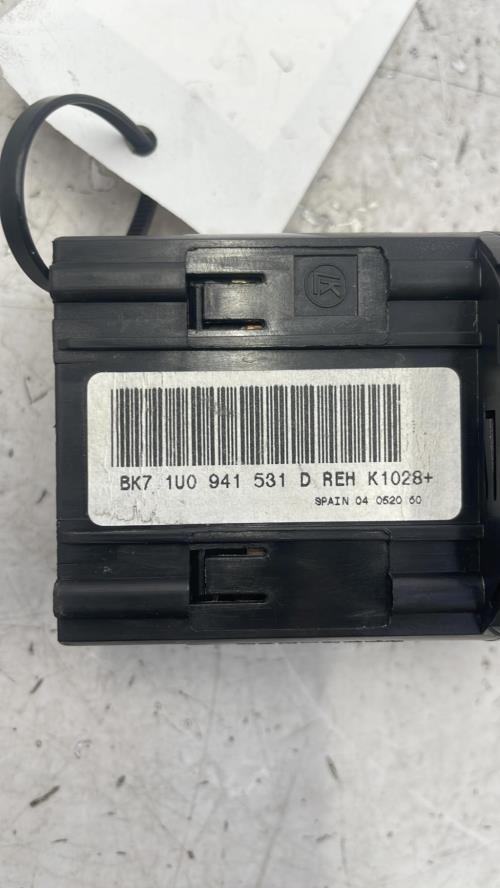 BK7 1U0 941 531 D REH K1028+
SPAIN 04 0520 60